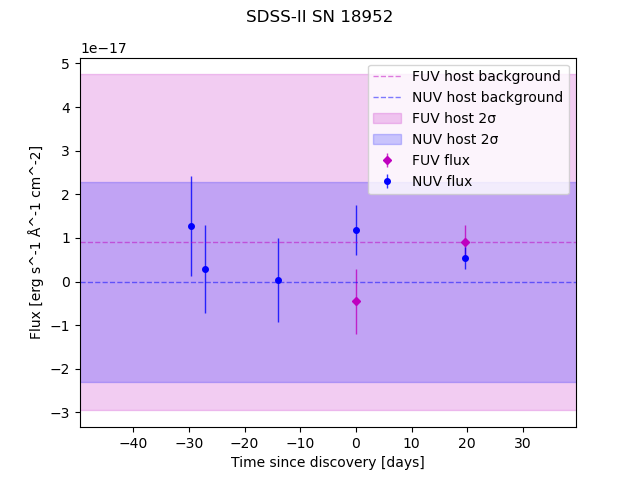 SDSS-II SN 18952
1e−17
FUV host background
NUV host background
FUV host 2σ
NUV host 2σ
FUV flux
NUV flux
5
4
3
2
1
0
−1
−2
−3
Flux [erg s^-1 Å^-1 cm^-2]
−40 −30 −20 −10 0 10 20 30
Time since discovery [days]